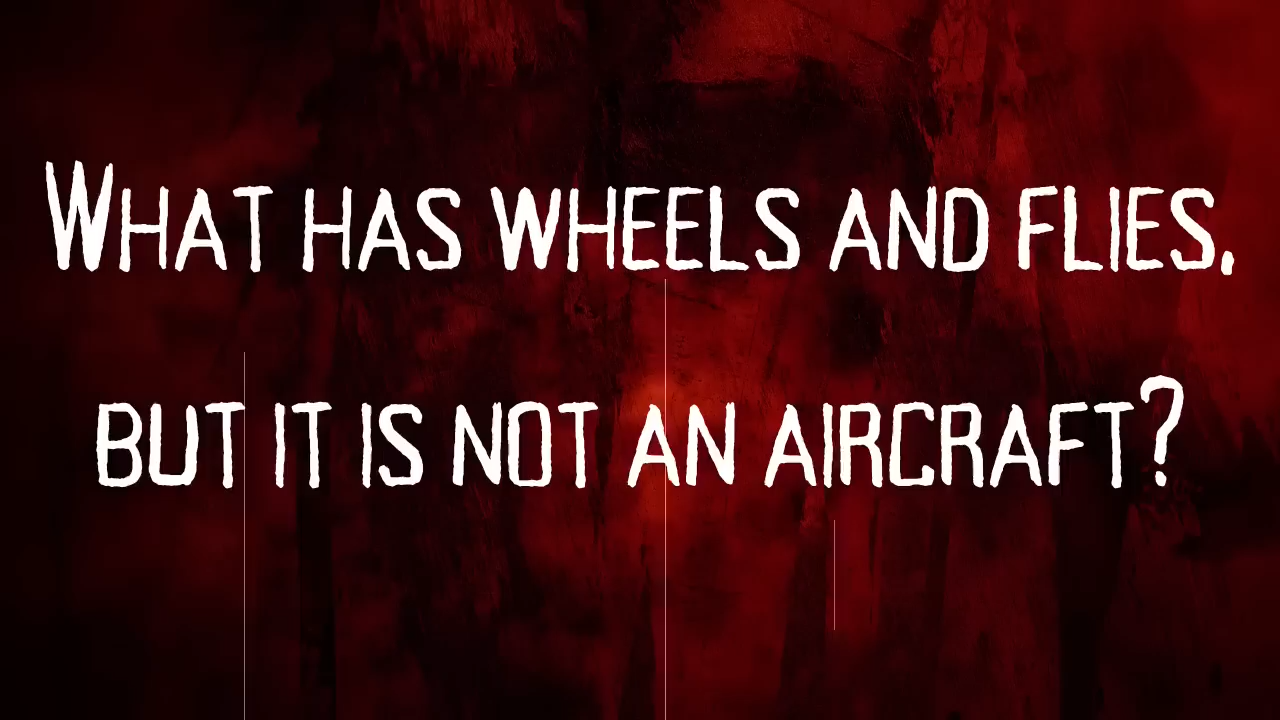 What has wheels and flies,
but it is not an aircraft?